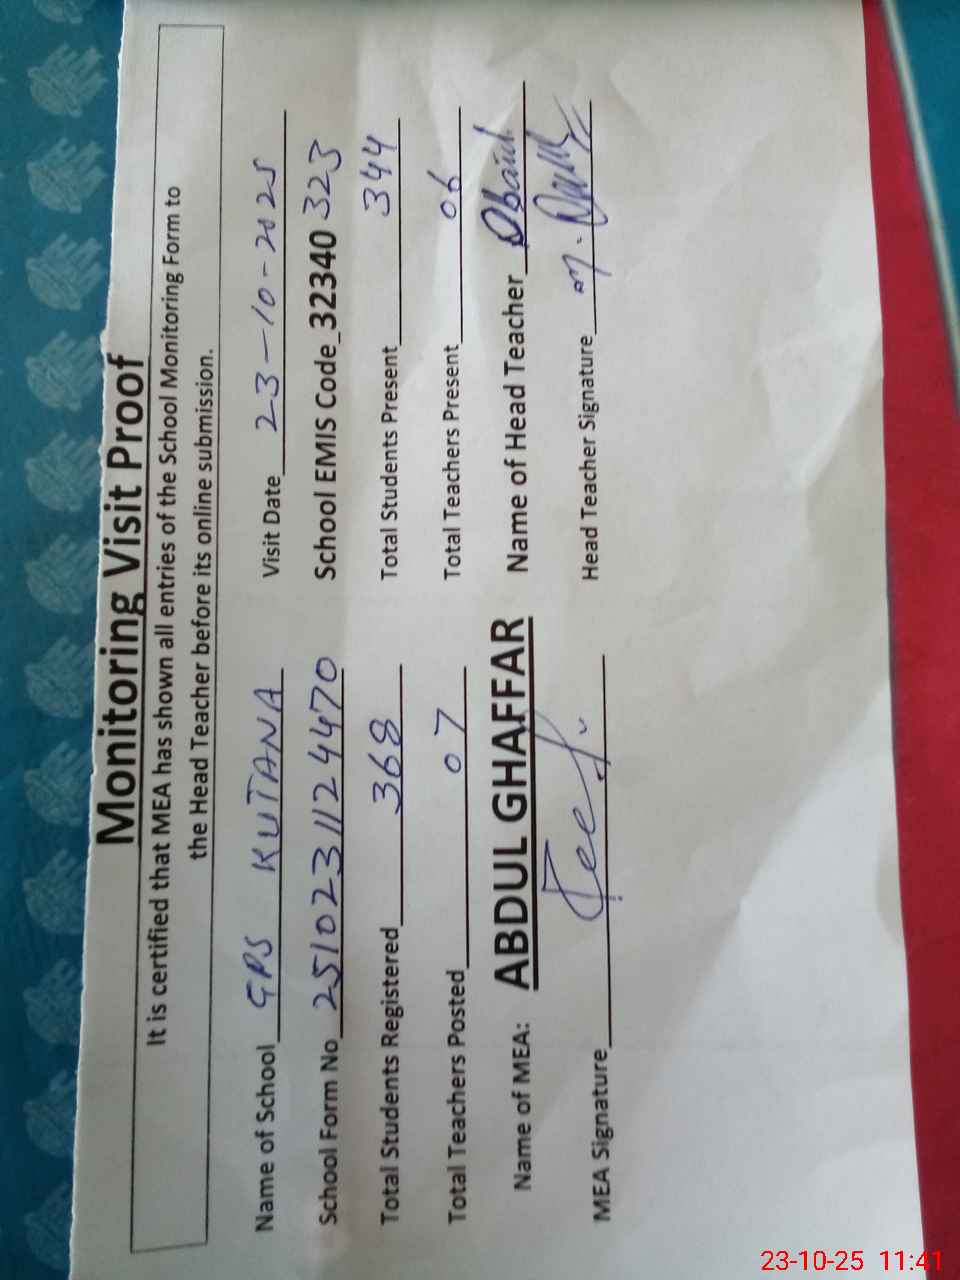 Monitoring Visit Proof
It is certified that MEA has shown all entries of the School Monitoring Form to
the Head Teacher before its online submission.
Name of School GPS KUTANA Visit Date 23-10-2025
School Form No 2510231124470 School EMIS Code 32340 323
Total Students Registered 368 Total Students Present 344
Total Teachers Posted 07 Total Teachers Present 06
Name of MEA: ABDUL GHAFFAR Name of Head Teacher
MEA Signature Head Teacher Signature
23-10-25 11:41